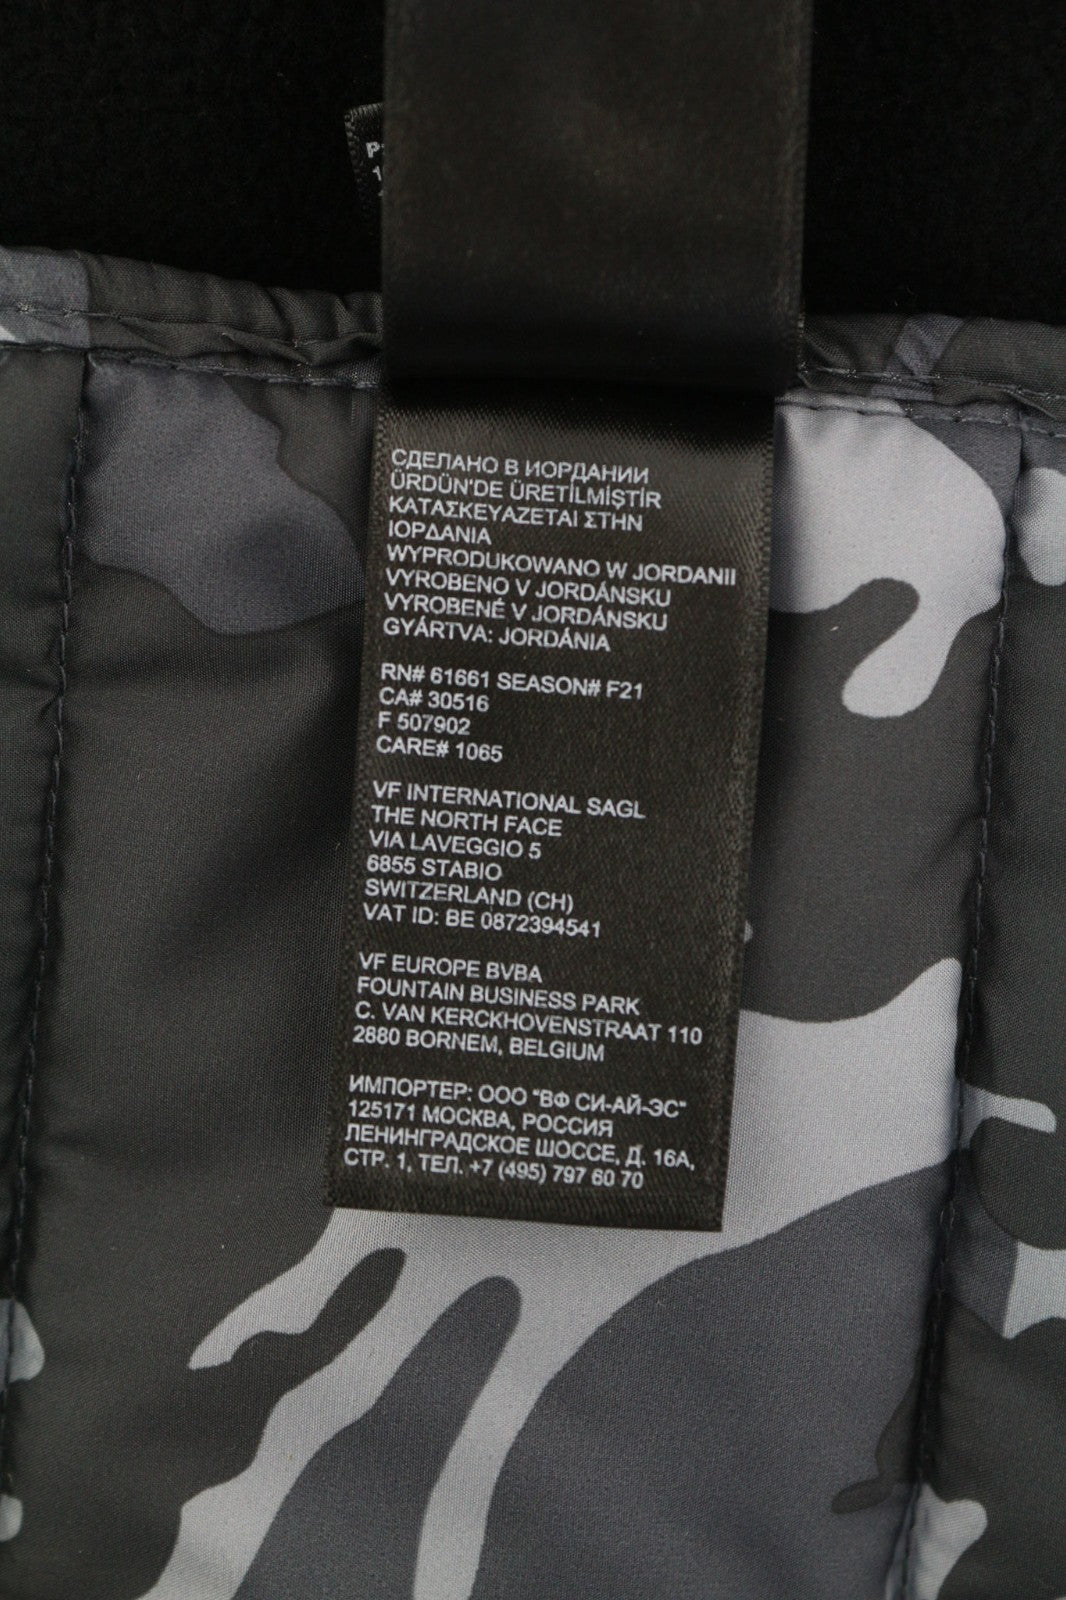 СДЕЛАНО В ИОРДАНИИ
ÜRDÜN'DE ÜRETİLMİŞTİR
ΚΑΤΑΣΚΕΥΑΖΕΤΑΙ ΣΤΗΝ
ΙΟΡΔΑΝΙΑ
WYPRODUKOWANO W JORDANII
VYROBENO V JORDÁNSKU
VYROBENÉ V JORDÁNSKU
GYÁRTVA: JORDÁNIA
RN# 61661 SEASON# F21
CA# 30516
F 507902
CARE# 1065
VF INTERNATIONAL SAGL
THE NORTH FACE
VIA LAVEGGIO 5
6855 STABIO
SWITZERLAND (CH)
VAT ID: BE 0872394541
VF EUROPE BVBA
FOUNTAIN BUSINESS PARK
C. VAN KERCKHOVENSTRAAT 110
2880 BORNEM, BELGIUM
ИМПОРТЕР: ООО "ВФ СИ-АЙ-ЭС"
125171 МОСКВА, РОССИЯ
ЛЕНИНГРАДСКОЕ ШОССЕ, Д. 16А,
СТР. 1, ТЕЛ. +7 (495) 797 60 70